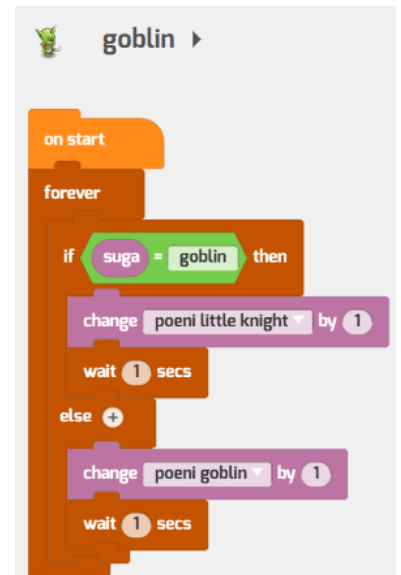 goblin
on start
forever
if suga = goblin then
change poeni little knight by 1
wait 1 secs
else +
change poeni goblin by 1
wait 1 secs